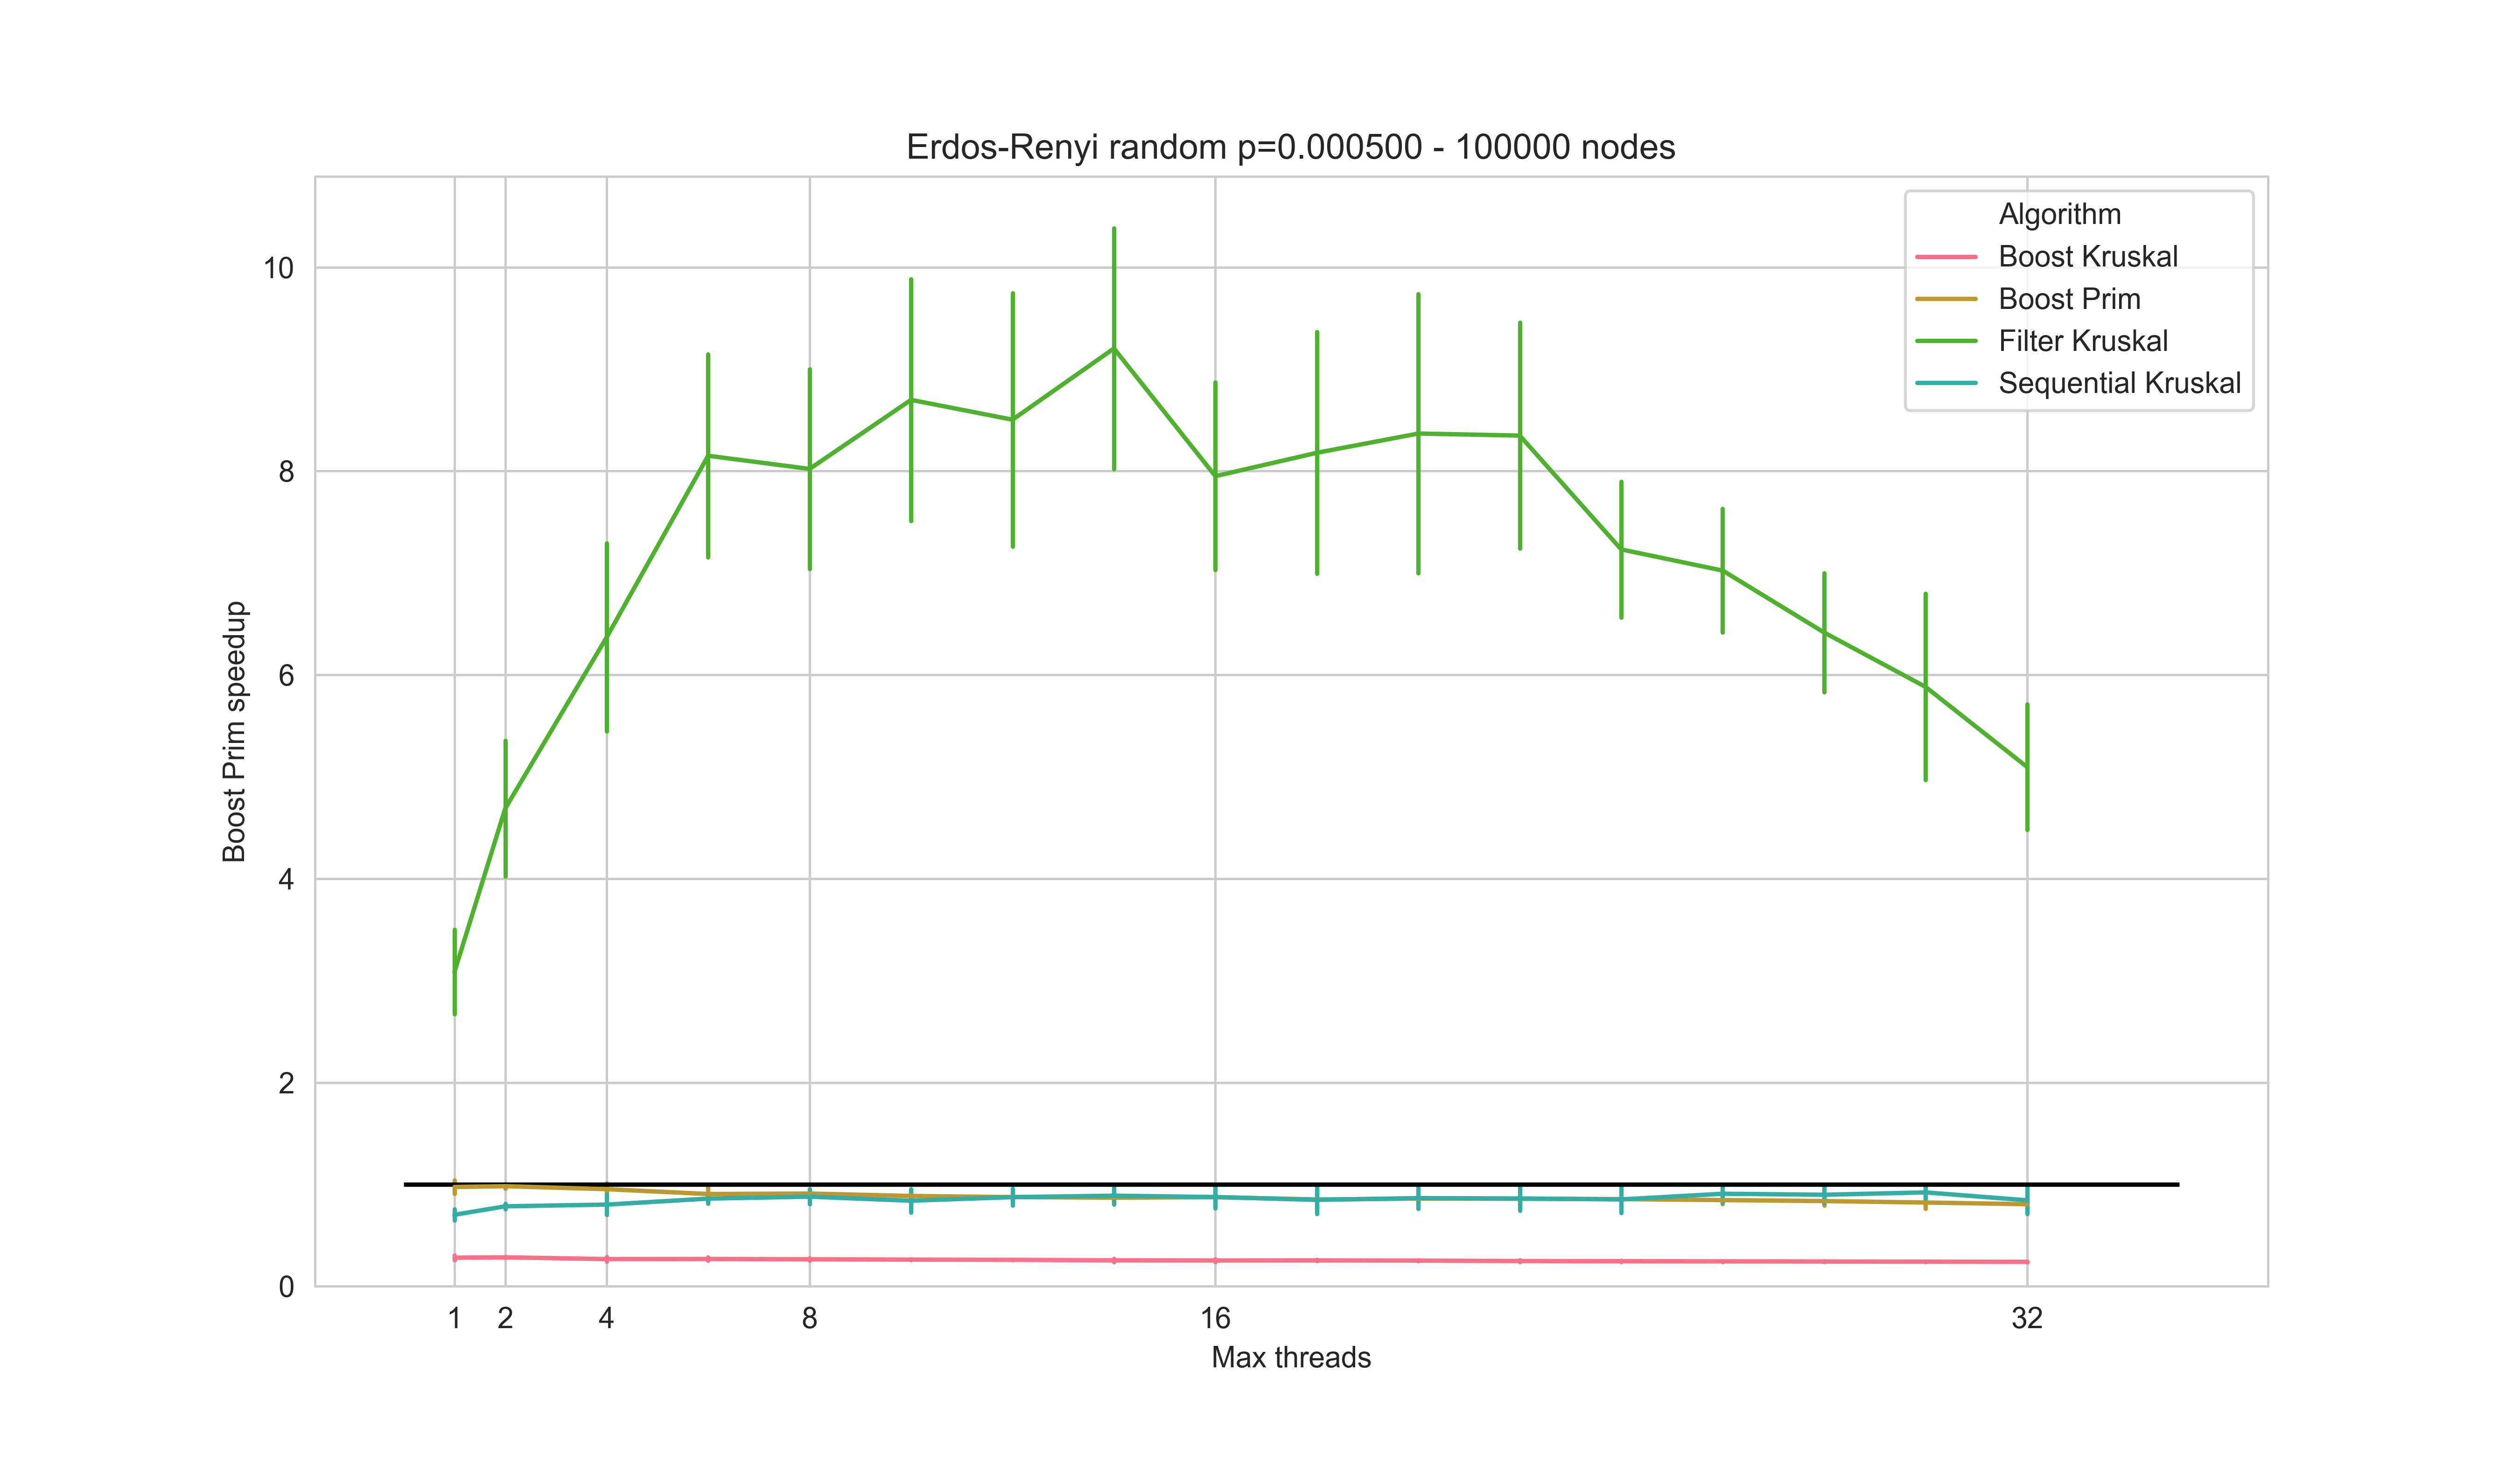 Erdos-Renyi random p=0.000500 - 100000 nodes
Algorithm
Boost Kruskal
Boost Prim
Filter Kruskal
Sequential Kruskal
Boost Prim speedup
10
8
6
4
2
0
1 2 4 8 16 32
Max threads